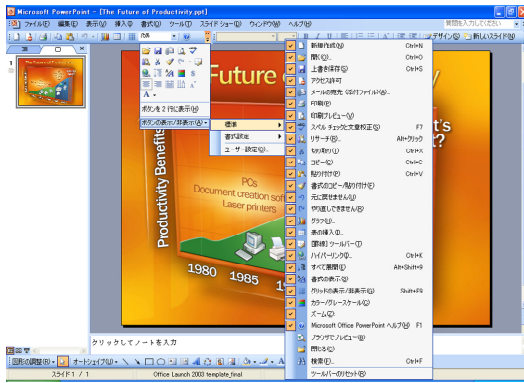 Microsoft PowerPoint - [The Future of Productivity.ppt]
ファイル(F) 編集(E) 表示(V) 挿入(I) 書式(O) ツール(T) スライド ショー(D) ウィンドウ(W) ヘルプ(H)
質問を入力してください
デザイン(S) 新しいスライド(N)
1
Future
ボタンを 2 行に表示(H)
ボタンの表示/非表示(A)
標準
書式設定
ユーザー設定(C)...
新規作成(N) Ctrl+N
開く(O)... Ctrl+O
上書き保存(S) Ctrl+S
アクセス許可
メールの宛先 (添付ファイル)(A)...
印刷(P)
印刷プレビュー(V)
スペル チェックと文章校正(S) F7
リサーチ(R)... Alt+クリック
切り取り(T) Ctrl+X
コピー(C) Ctrl+C
貼り付け(P) Ctrl+V
書式のコピー/貼り付け(F)
元に戻せません(U)
やり直しできません(R)
グラフ(C)...
表の挿入(I)...
[罫線] ツールバー(T)
ハイパーリンク(I)... Ctrl+K
すべて展開(E) Alt+Shift+9
書式の表示(S)
グリッドの表示/非表示(G) Shift+F9
カラー/グレースケール(C)
ズーム(Z)
Microsoft Office PowerPoint ヘルプ(H) F1
ブラウザでプレビュー(B)
閉じる(C)
検索(F)... Ctrl+F
ツールバーのリセット(R)
Productivity Benefits
PCs
Document creation soft
Laser printers
t's
?
1980 1985
クリックしてノートを入力
図形の調整(R) オートシェイプ(U)
スライド 1 / 1 Office Launch 2003 template_final